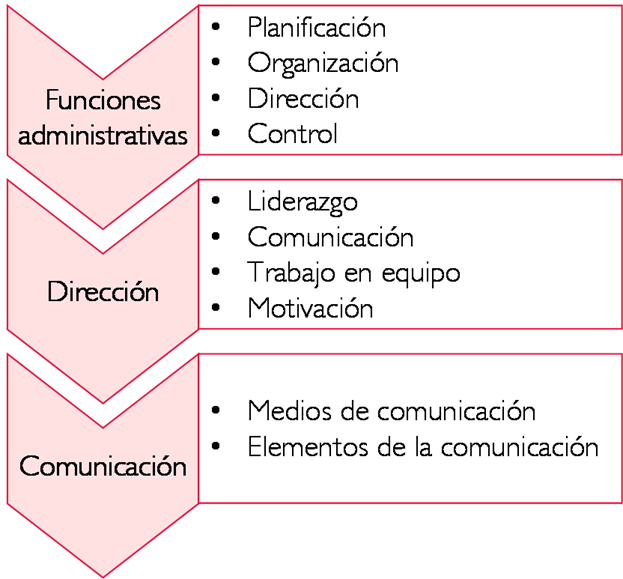 Funciones
administrativas
• Planificación
• Organización
• Dirección
• Control
Dirección
• Liderazgo
• Comunicación
• Trabajo en equipo
• Motivación
Comunicación
• Medios de comunicación
• Elementos de la comunicación